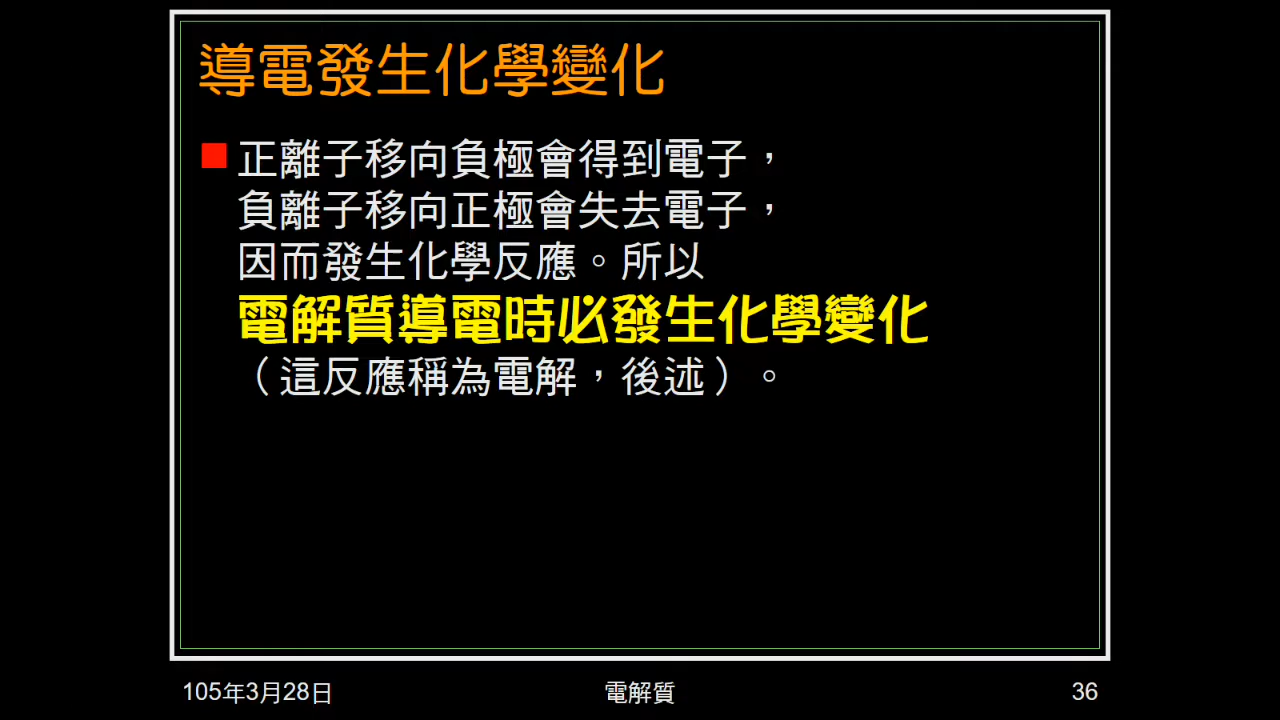 導電發生化學變化
正離子移向負極會得到電子，
負離子移向正極會失去電子，
因而發生化學反應。所以
電解質導電時必發生化學變化
（這反應稱為電解，後述）。
105年3月28日
電解質
36